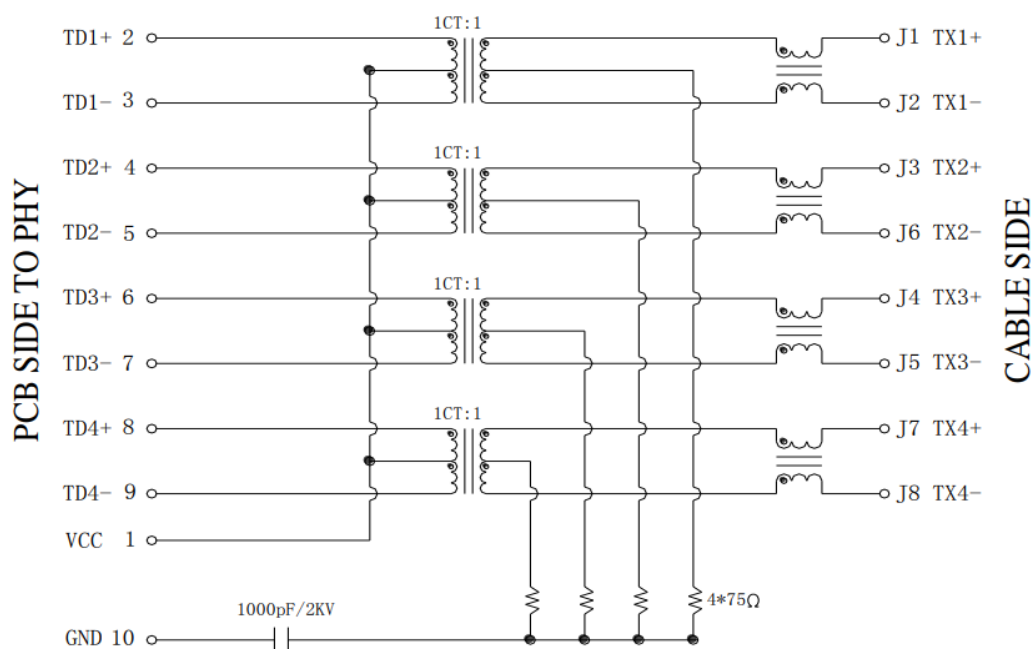 1CT:1
TD1+ 2
J1 TX1+
TD1- 3
J2 TX1-
1CT:1
TD2+ 4
J3 TX2+
TD2- 5
J6 TX2-
1CT:1
TD3+ 6
J4 TX3+
TD3- 7
J5 TX3-
1CT:1
TD4+ 8
J7 TX4+
TD4- 9
J8 TX4-
VCC 1
4*75Ω
1000pF/2KV
GND 10
PCB SIDE TO PHY
CABLE SIDE